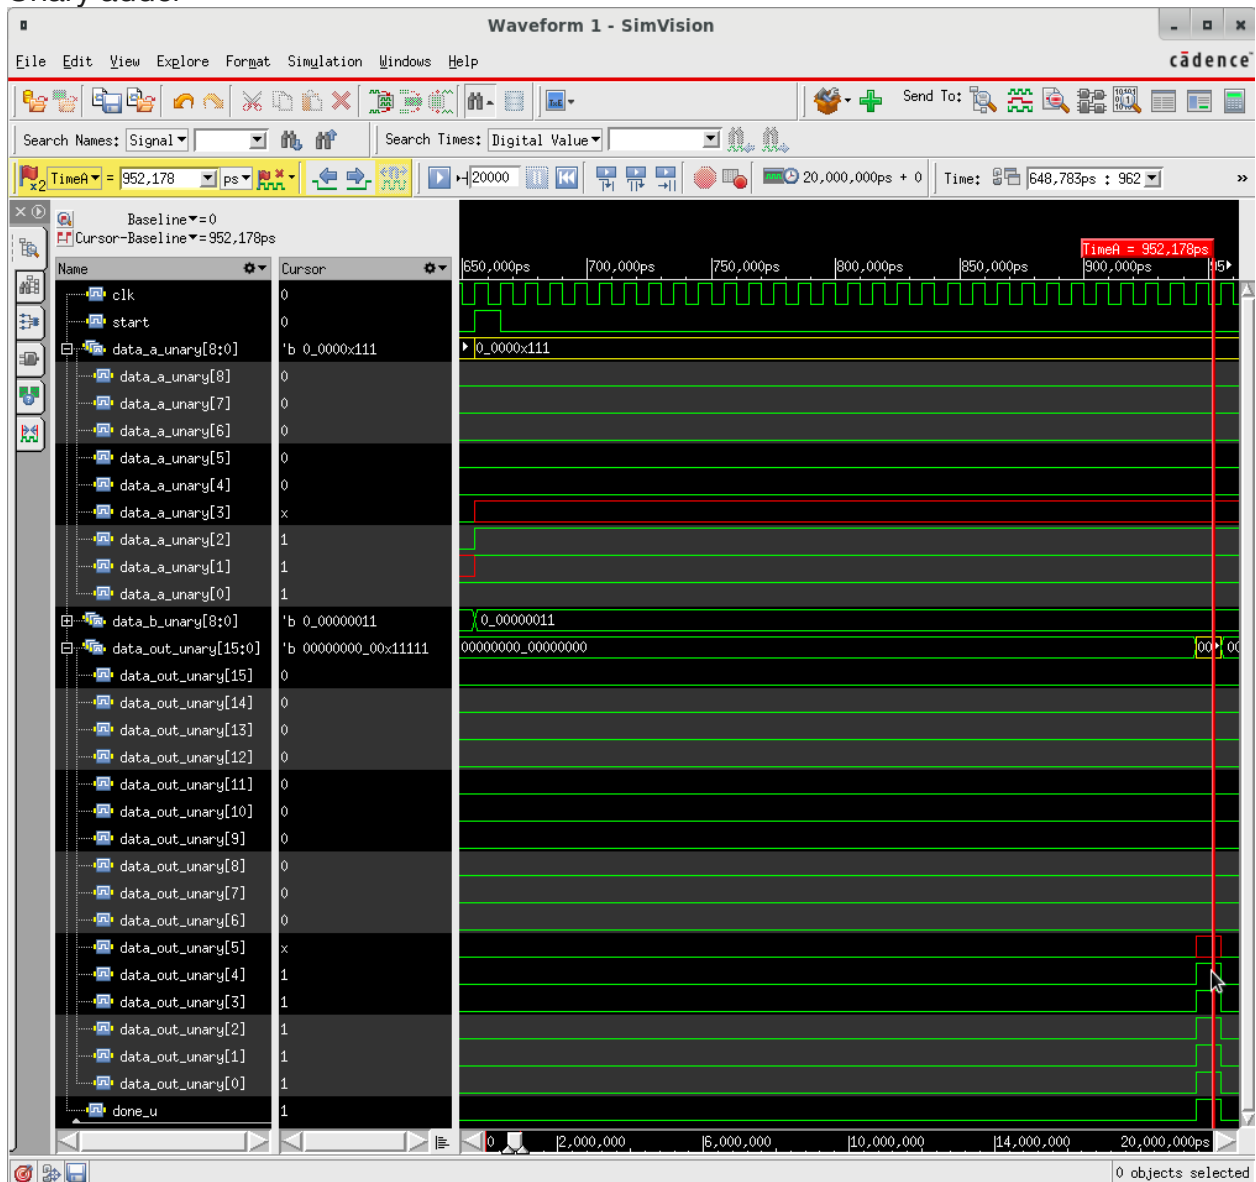 Unary adder
Waveform 1 - SimVision
File Edit View Explore Format Simulation Windows Help
cādence
Send To:
Search Names: Signal
Search Times: Digital Value
x2 TimeA = 952,178 ps
20000
20,000,000ps + 0
Time: 648,783ps : 962
Baseline=0
Cursor-Baseline=952,178ps
TimeA = 952,178ps
Name Cursor
650,000ps 700,000ps 750,000ps 800,000ps 850,000ps 900,000ps
clk 0
start 0
data_a_unary[8:0] 'b 0_0000x111 0_0000x111
data_a_unary[8] 0
data_a_unary[7] 0
data_a_unary[6] 0
data_a_unary[5] 0
data_a_unary[4] 0
data_a_unary[3] x
data_a_unary[2] 1
data_a_unary[1] 1
data_a_unary[0] 1
data_b_unary[8:0] 'b 0_00000011 0_00000011
data_out_unary[15:0] 'b 00000000_00x11111 00000000_00000000 00 00
data_out_unary[15] 0
data_out_unary[14] 0
data_out_unary[13] 0
data_out_unary[12] 0
data_out_unary[11] 0
data_out_unary[10] 0
data_out_unary[9] 0
data_out_unary[8] 0
data_out_unary[7] 0
data_out_unary[6] 0
data_out_unary[5] x
data_out_unary[4] 1
data_out_unary[3] 1
data_out_unary[2] 1
data_out_unary[1] 1
data_out_unary[0] 1
done_u 1
0 2,000,000 6,000,000 10,000,000 14,000,000 20,000,000ps
0 objects selected